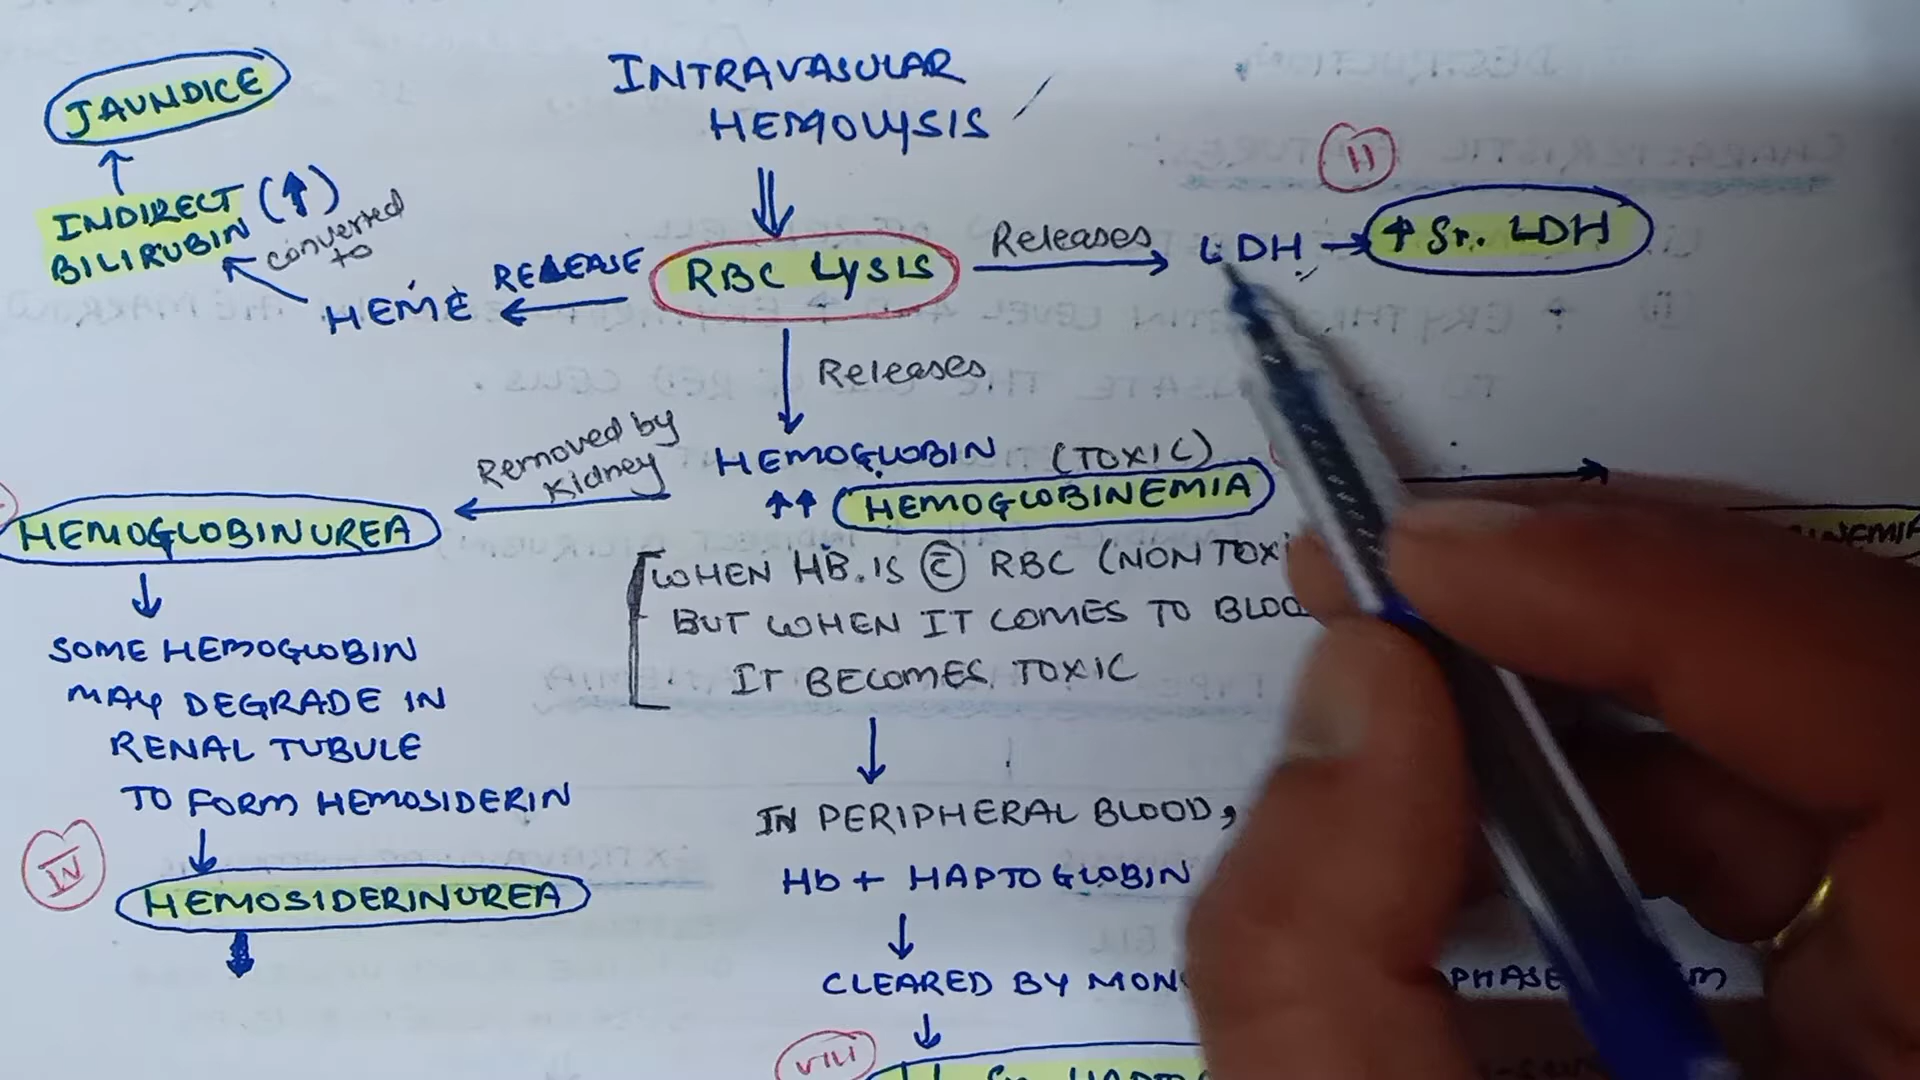 INTRAVASULAR
HEMOLYSIS
JAUNDICE
INDIRECT (↑)
BILIRUBIN
converted
to
HEME
RELEASE
RBC LYSIS
Releases
LDH → ↑ Sr. LDH
II
Releases
HEMOGLOBIN (TOXIC)
↑↑ HEMOGLOBINEMIA
Removed by
Kidney
HEMOGLOBINUREA
SOME HEMOGLOBIN
MAY DEGRADE IN
RENAL TUBULE
TO FORM HEMOSIDERIN
IV
HEMOSIDERINUREA
WHEN HB. IS C̄ RBC (NON TOXI
BUT WHEN IT COMES TO BLOO
IT BECOMES TOXIC
IN PERIPHERAL BLOOD,
Hb + HAPTOGLOBIN
CLEARED BY MON
VIII